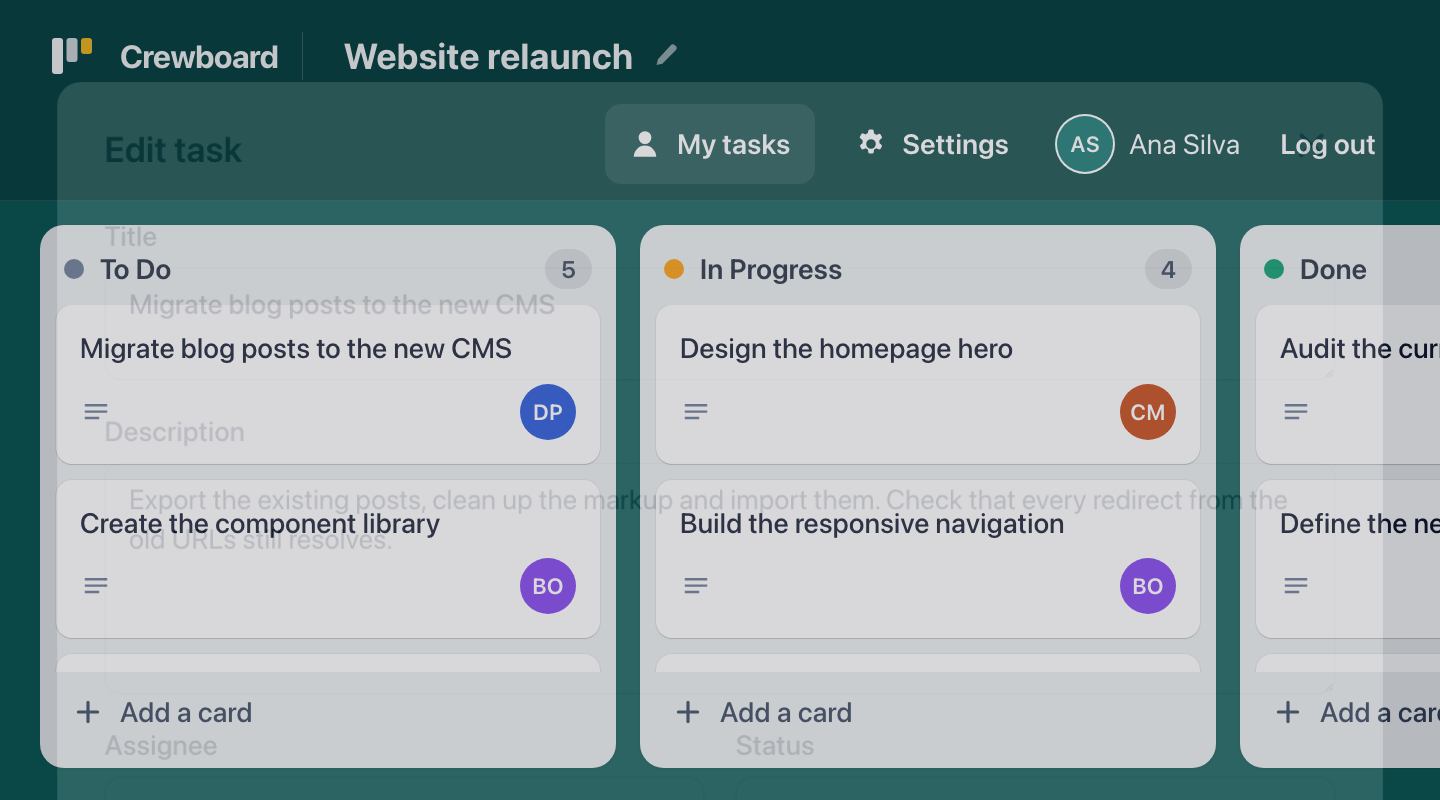 Crewboard
Website relaunch
Edit task
My tasks
Settings
AS
Ana Silva
Log out
Title
To Do
5
In Progress
4
Done
Migrate blog posts to the new CMS
Migrate blog posts to the new CMS
Design the homepage hero
Audit the curr
DP
CM
Description
Export the existing posts, clean up the markup and import them. Check that every redirect from the
old URLs still resolves.
Create the component library
Build the responsive navigation
Define the ne
BO
BO
Add a card
Add a card
Add a card
Assignee
Status